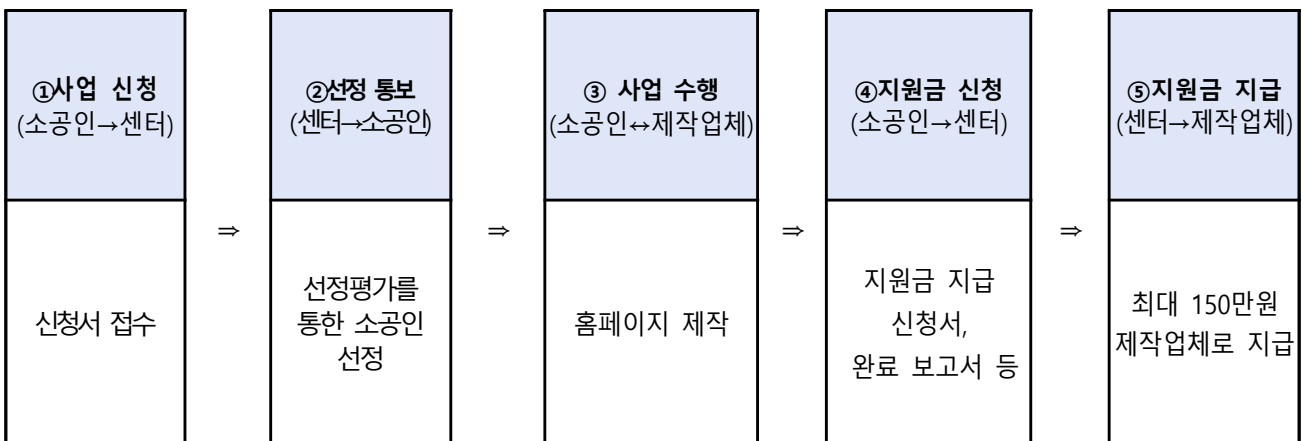 ①사업 신청
(소공인→센터)
신청서 접수
⇒
②선정 통보
(센터→소공인)
선정평가를
통한 소공인
선정
⇒
③ 사업 수행
(소공인↔제작업체)
홈페이지 제작
⇒
④지원금 신청
(소공인→센터)
지원금 지급
신청서,
완료 보고서 등
⇒
⑤지원금 지급
(센터→제작업체)
최대 150만원
제작업체로 지급